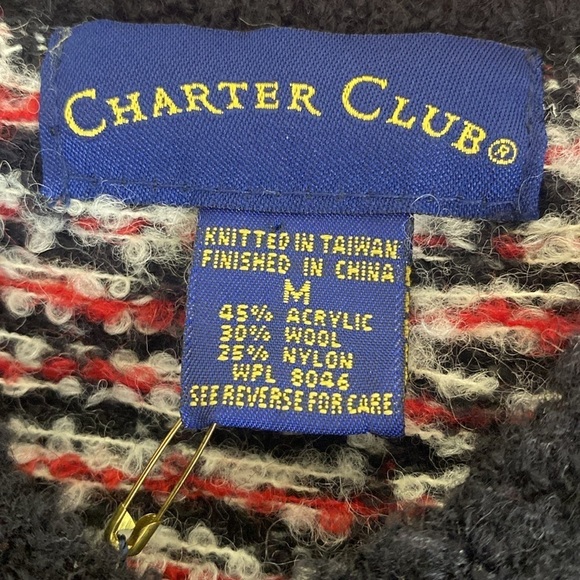 CHARTER CLUB®
KNITTED IN TAIWAN
FINISHED IN CHINA
M
45% ACRYLIC
30% WOOL
25% NYLON
WPL 8046
SEE REVERSE FOR CARE